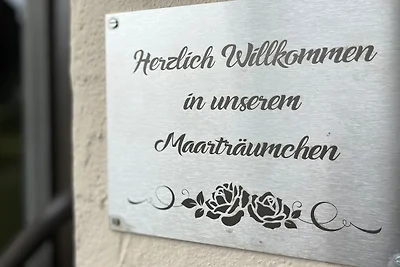 Herzlich Willkommen
in unserem
Maarträumchen